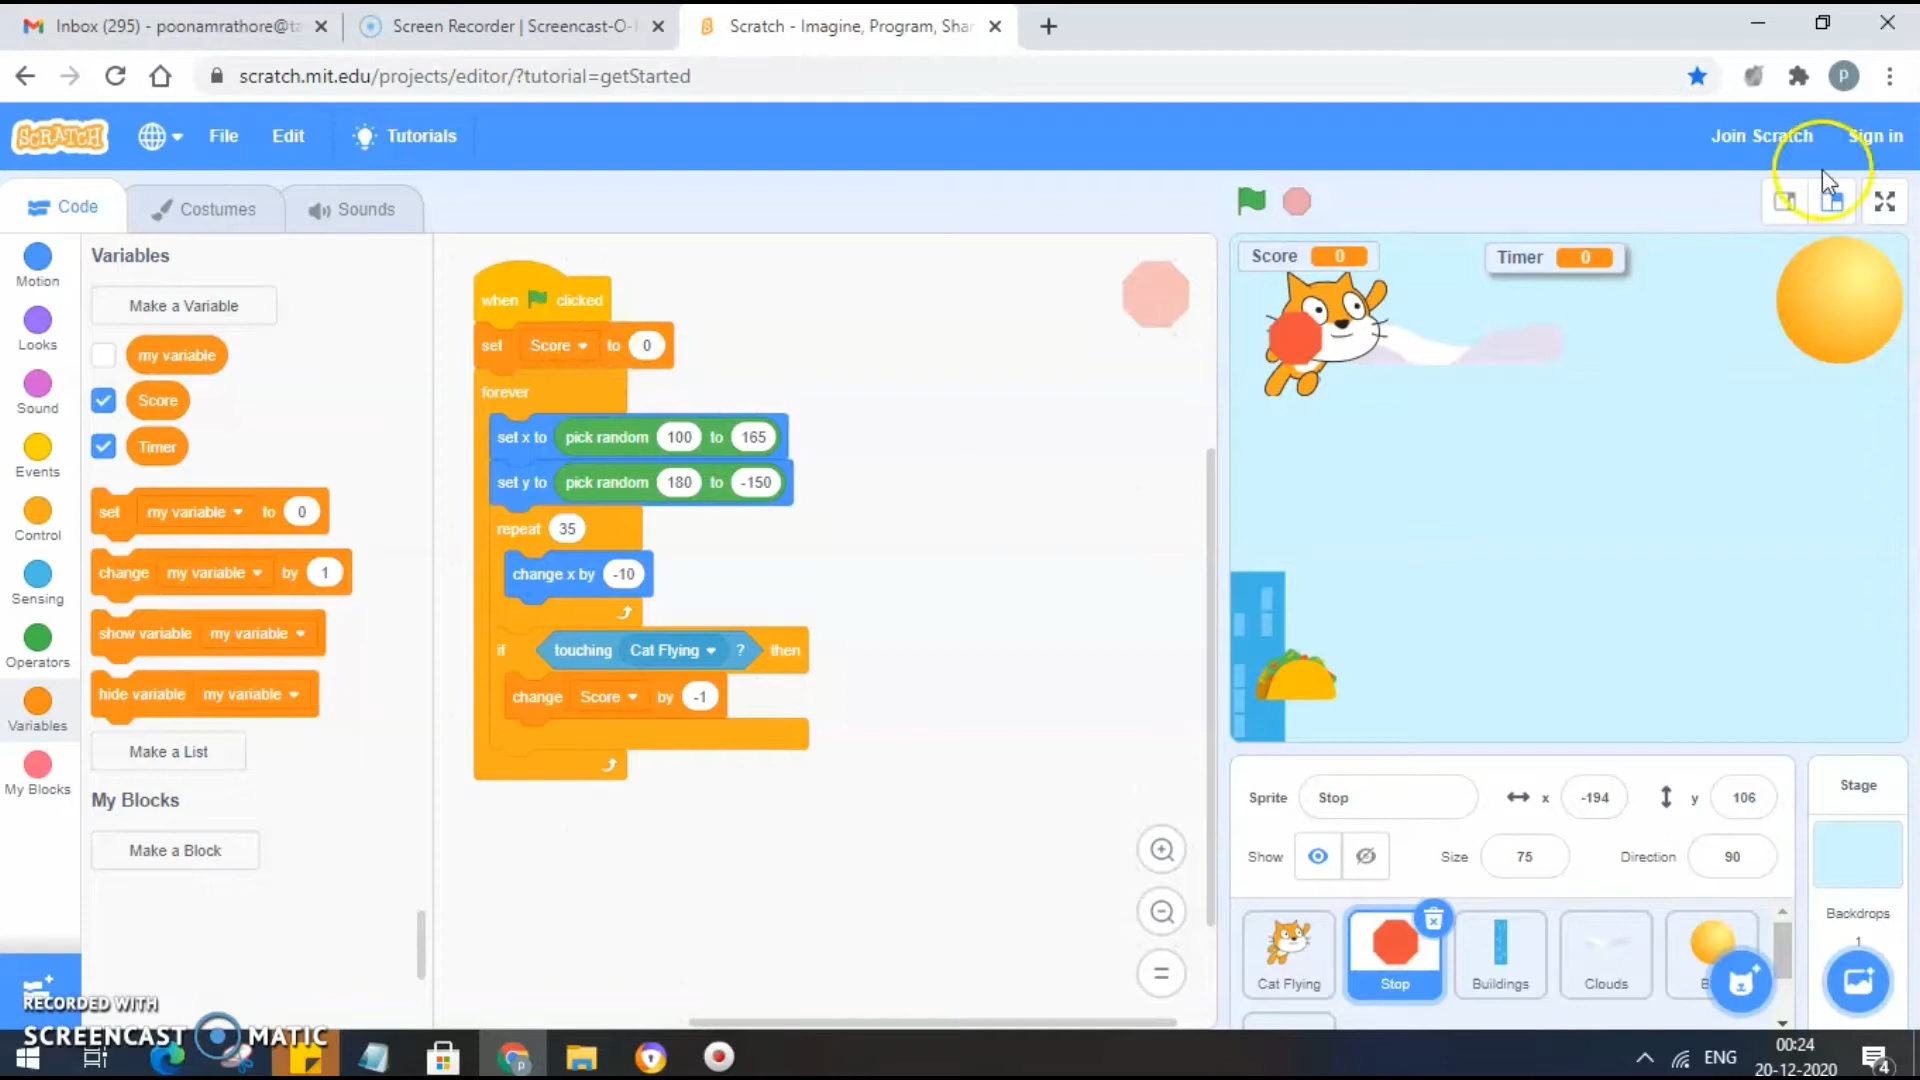 Inbox (295) - poonamrathore@ta
Screen Recorder | Screencast-O-
Scratch - Imagine, Program, Shar
scratch.mit.edu/projects/editor/?tutorial=getStarted
P
SCRATCH
File
Edit
Tutorials
Join Scratch
Sign in
Code
Costumes
Sounds
Motion
Looks
Sound
Events
Control
Sensing
Operators
Variables
My Blocks
Variables
Make a Variable
my variable
Score
Timer
set my variable to 0
change my variable by 1
show variable my variable
hide variable my variable
Make a List
My Blocks
Make a Block
when clicked
set Score to 0
forever
set x to pick random 100 to 165
set y to pick random 180 to -150
repeat 35
change x by -10
if touching Cat Flying ? then
change Score by -1
Score 0
Timer 0
Sprite Stop x -194 y 106
Show Size 75 Direction 90
Cat Flying
Stop
Buildings
Clouds
Stage
Backdrops
1
RECORDED WITH
SCREENCAST MATIC
ENG
00:24
20-12-2020
4